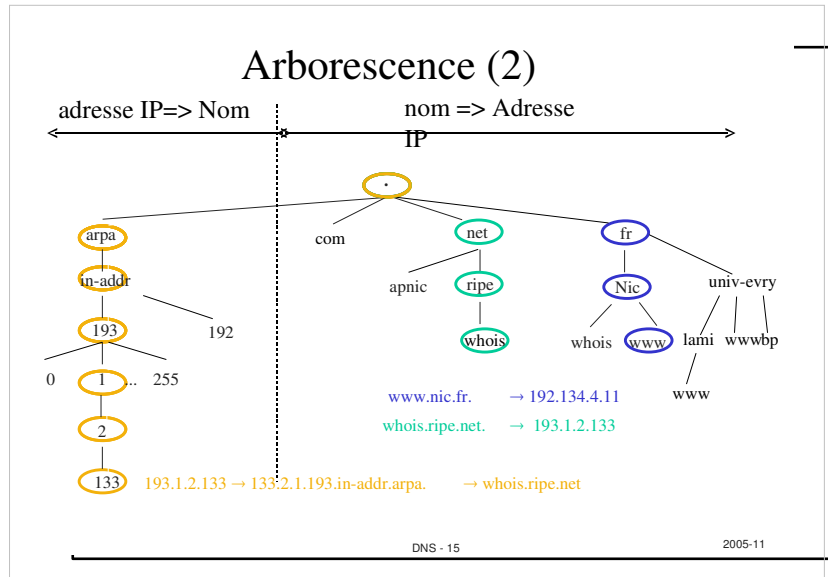 Arborescence (2)
adresse IP=> Nom
nom => Adresse
IP
.
arpa
com
net
fr
in-addr
apnic
ripe
Nic
univ-evry
193
192
whois
whois
www
lami
wwwbp
0
1
...
255
www
www.nic.fr. → 192.134.4.11
whois.ripe.net. → 193.1.2.133
2
133
193.1.2.133 → 133.2.1.193.in-addr.arpa. → whois.ripe.net
DNS - 15
2005-11